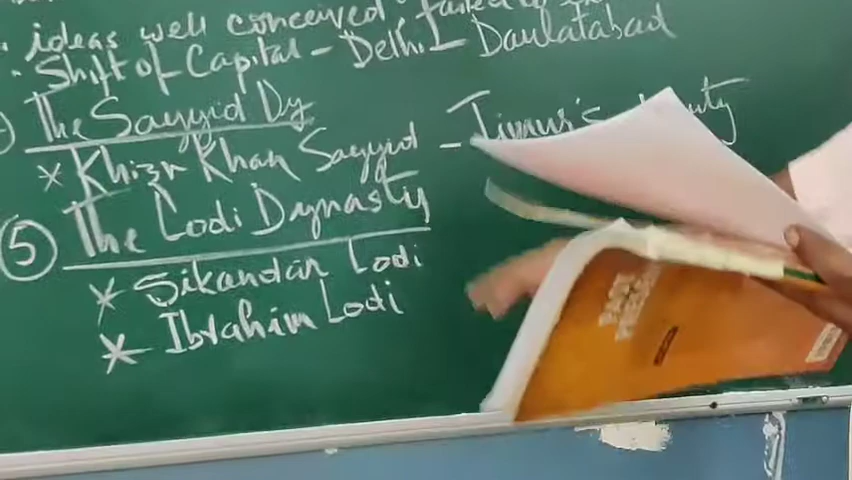 . ideas well conceived. failed
. Shift of Capital - Delhi ⇌ Daulatabad
The Sayyid Dy
* Khizr Khan Sayyid - Timur's
⑤ The Lodi Dynasty
* Sikandar Lodi
* Ibrahim Lodi